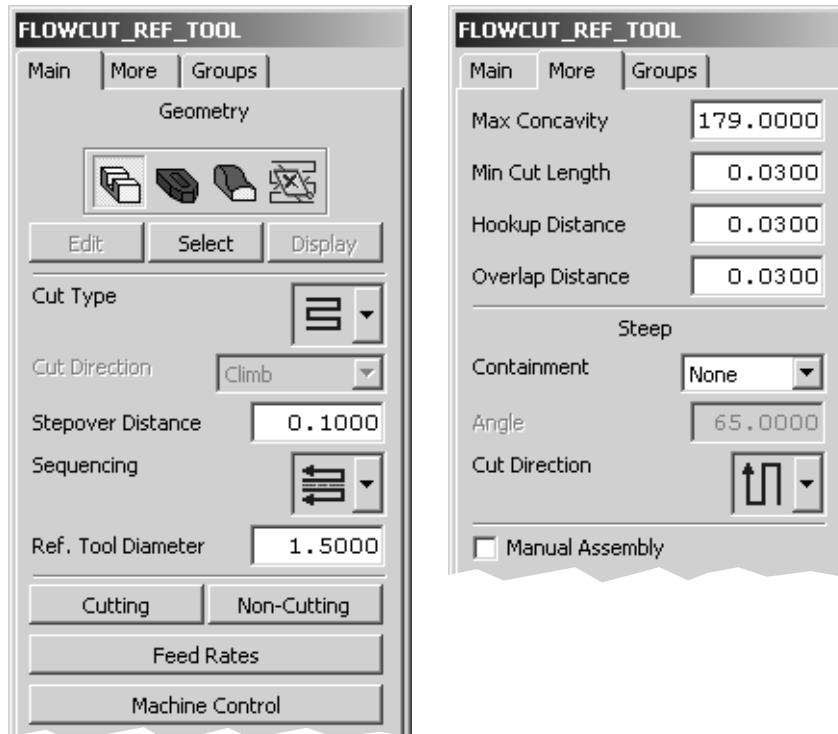 FLOWCUT_REF_TOOL
Main More Groups
Geometry
Edit Select Display
Cut Type
Cut Direction Climb
Stepover Distance 0.1000
Sequencing
Ref. Tool Diameter 1.5000
Cutting Non-Cutting
Feed Rates
Machine Control
FLOWCUT_REF_TOOL
Main More Groups
Max Concavity 179.0000
Min Cut Length 0.0300
Hookup Distance 0.0300
Overlap Distance 0.0300
Steep
Containment None
Angle 65.0000
Cut Direction
Manual Assembly